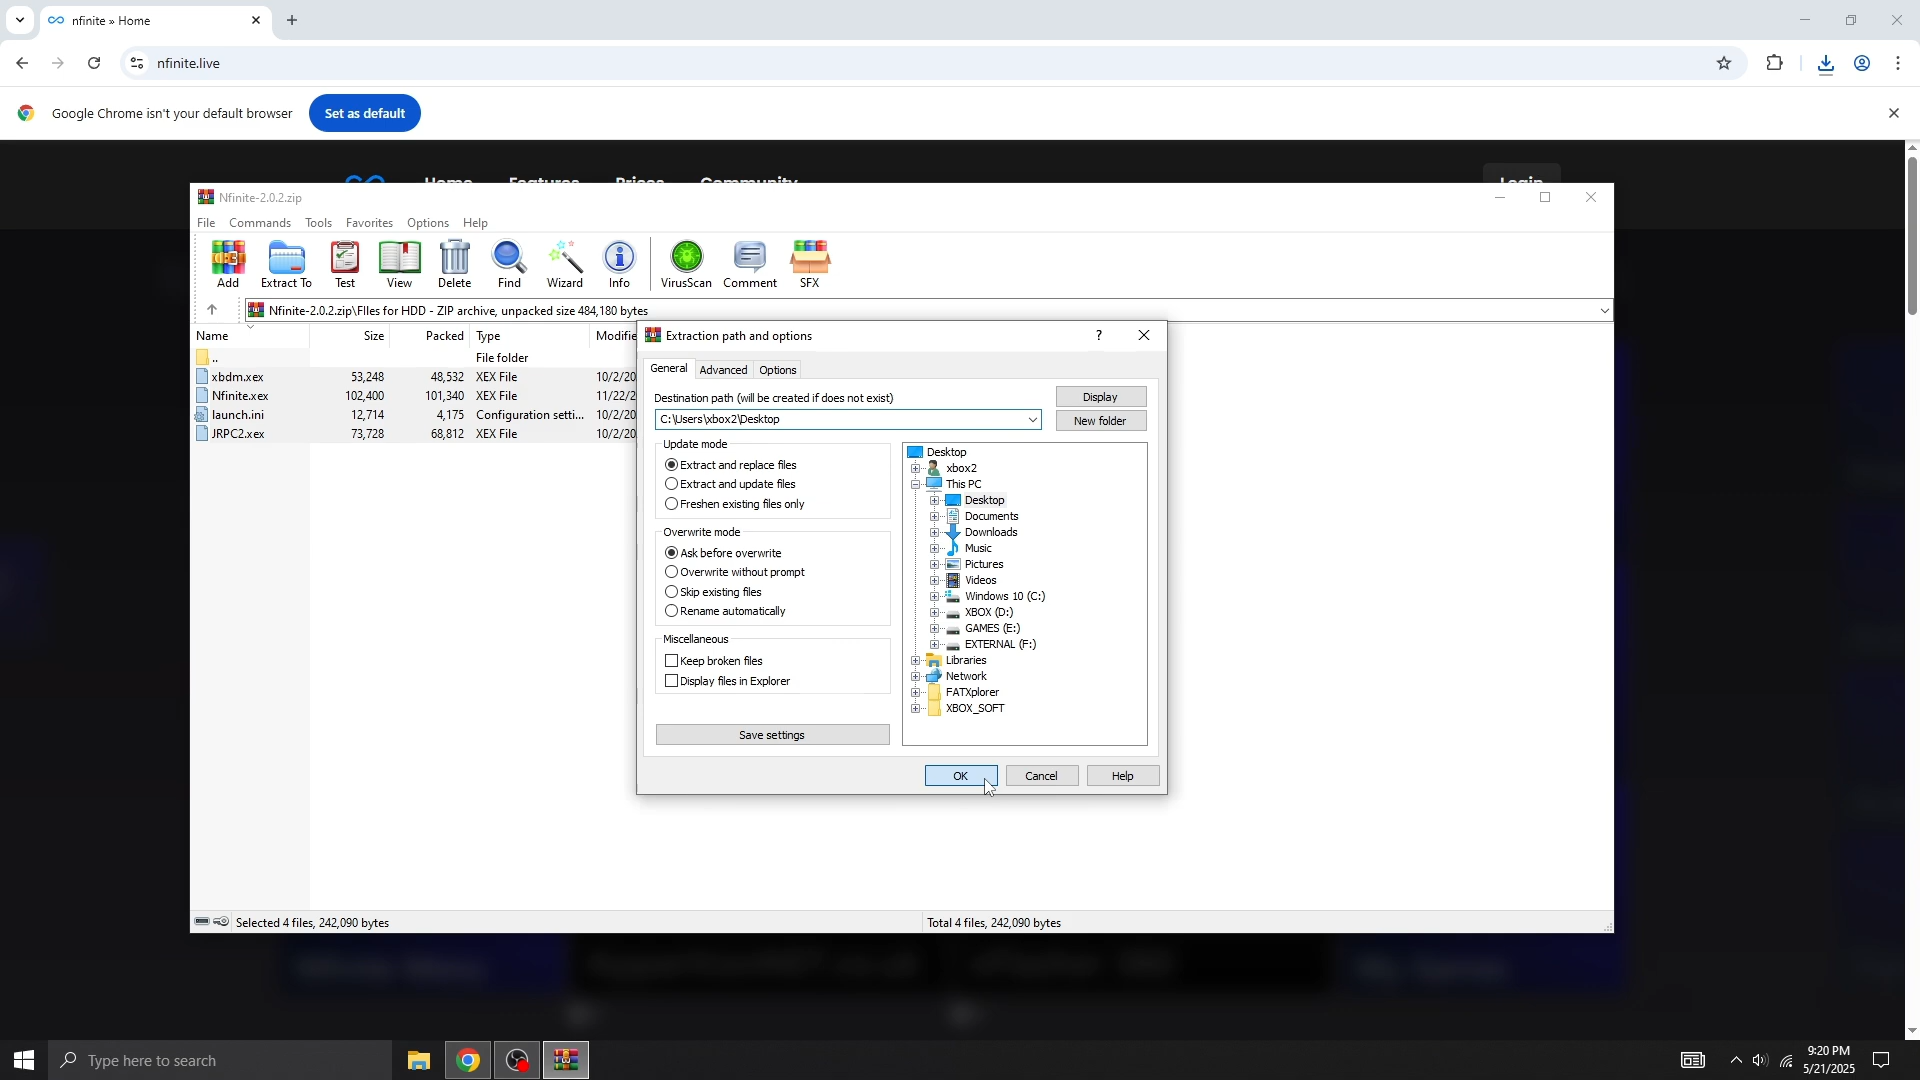 nfinite » Home
nfinite.live
Google Chrome isn't your default browser
Set as default
Home Features Prices Community Login
Nfinite-2.0.2.zip
File Commands Tools Favorites Options Help
Add Extract To Test View Delete Find Wizard Info VirusScan Comment SFX
Nfinite-2.0.2.zip\FIles for HDD - ZIP archive, unpacked size 484,180 bytes
Name Size Packed Type Modifie
.. File folder
xbdm.xex 53,248 48,532 XEX File 10/2/20
Nfinite.xex 102,400 101,340 XEX File 11/22/2
launch.ini 12,714 4,175 Configuration setti... 10/2/20
JRPC2.xex 73,728 68,812 XEX File 10/2/20
Extraction path and options ?
General Advanced Options
Destination path (will be created if does not exist)
Display
C:\Users\xbox2\Desktop
New folder
Update mode
Extract and replace files
Extract and update files
Freshen existing files only
Overwrite mode
Ask before overwrite
Overwrite without prompt
Skip existing files
Rename automatically
Miscellaneous
Keep broken files
Display files in Explorer
Save settings
Desktop
xbox2
This PC
Desktop
Documents
Downloads
Music
Pictures
Videos
Windows 10 (C:)
XBOX (D:)
GAMES (E:)
EXTERNAL (F:)
Libraries
Network
FATXplorer
XBOX_SOFT
OK Cancel Help
Selected 4 files, 242,090 bytes
Total 4 files, 242,090 bytes
Type here to search
9:20 PM
5/21/2025